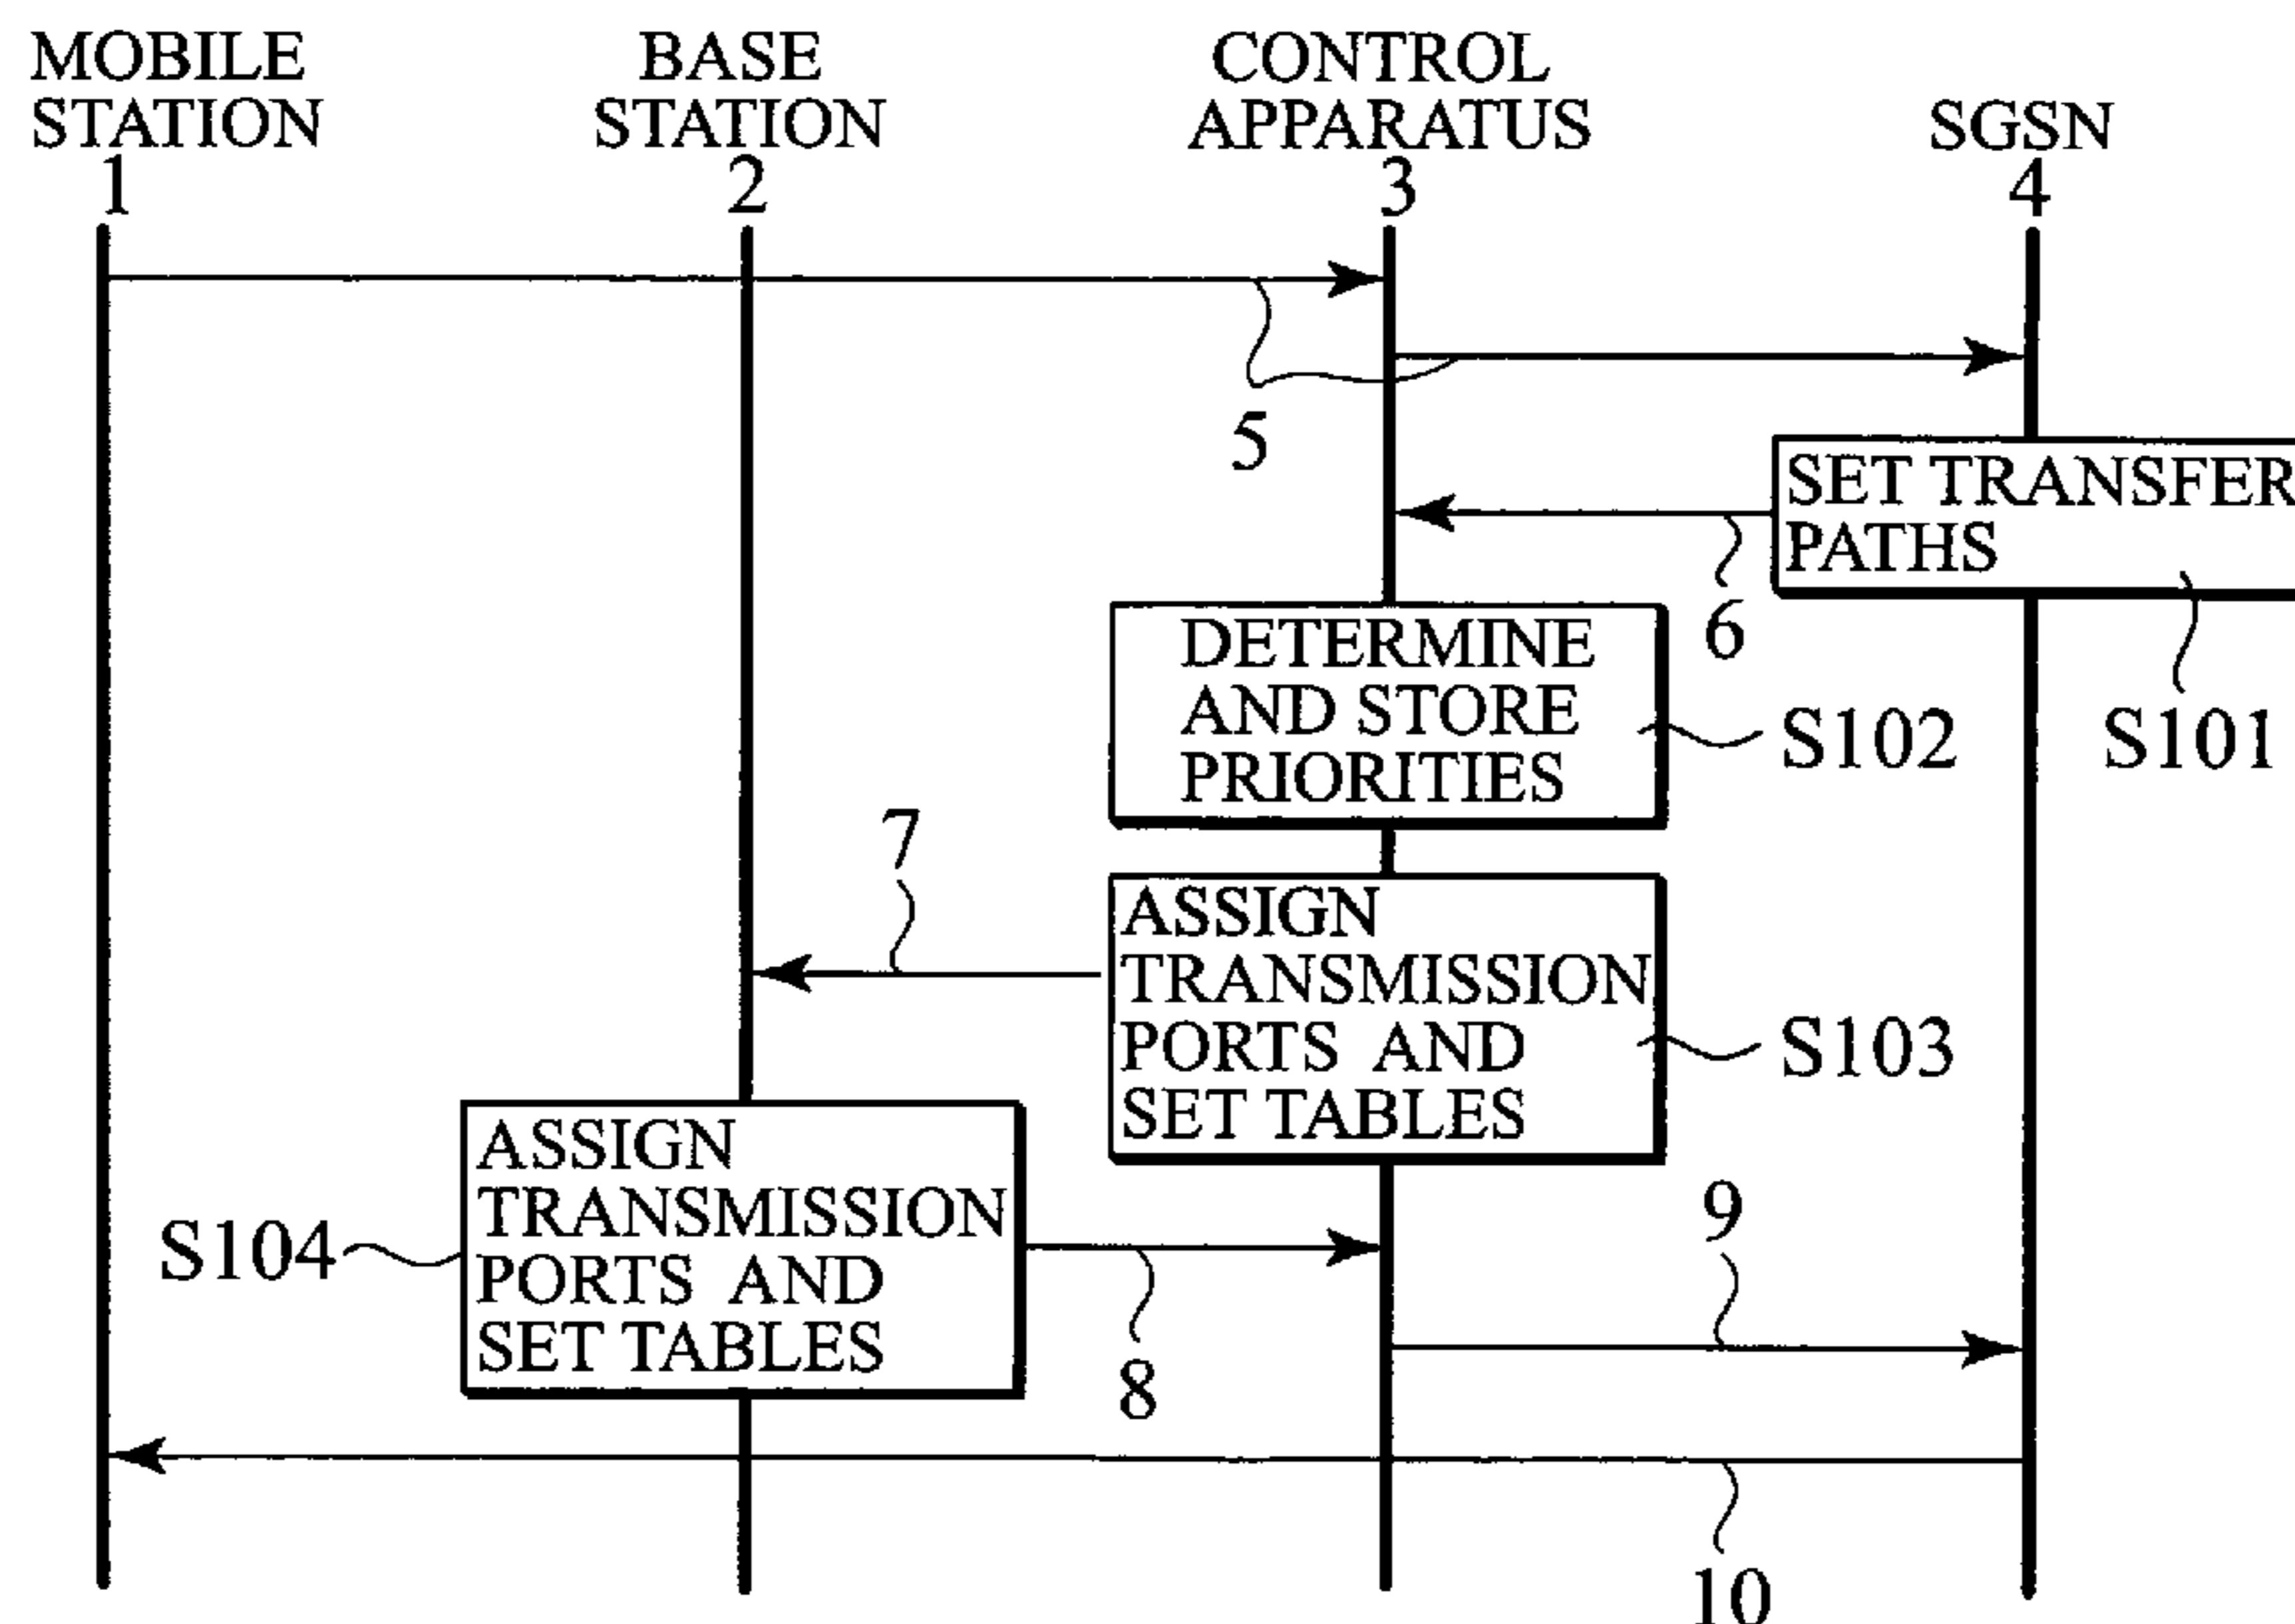 MOBILE
STATION
1
BASE
STATION
2
CONTROL
APPARATUS
3
SGSN
4
5
SET TRANSFER
PATHS
6
S101
DETERMINE
AND STORE
PRIORITIES
S102
7
ASSIGN
TRANSMISSION
PORTS AND
SET TABLES
S103
ASSIGN
TRANSMISSION
PORTS AND
SET TABLES
S104
8
9
10